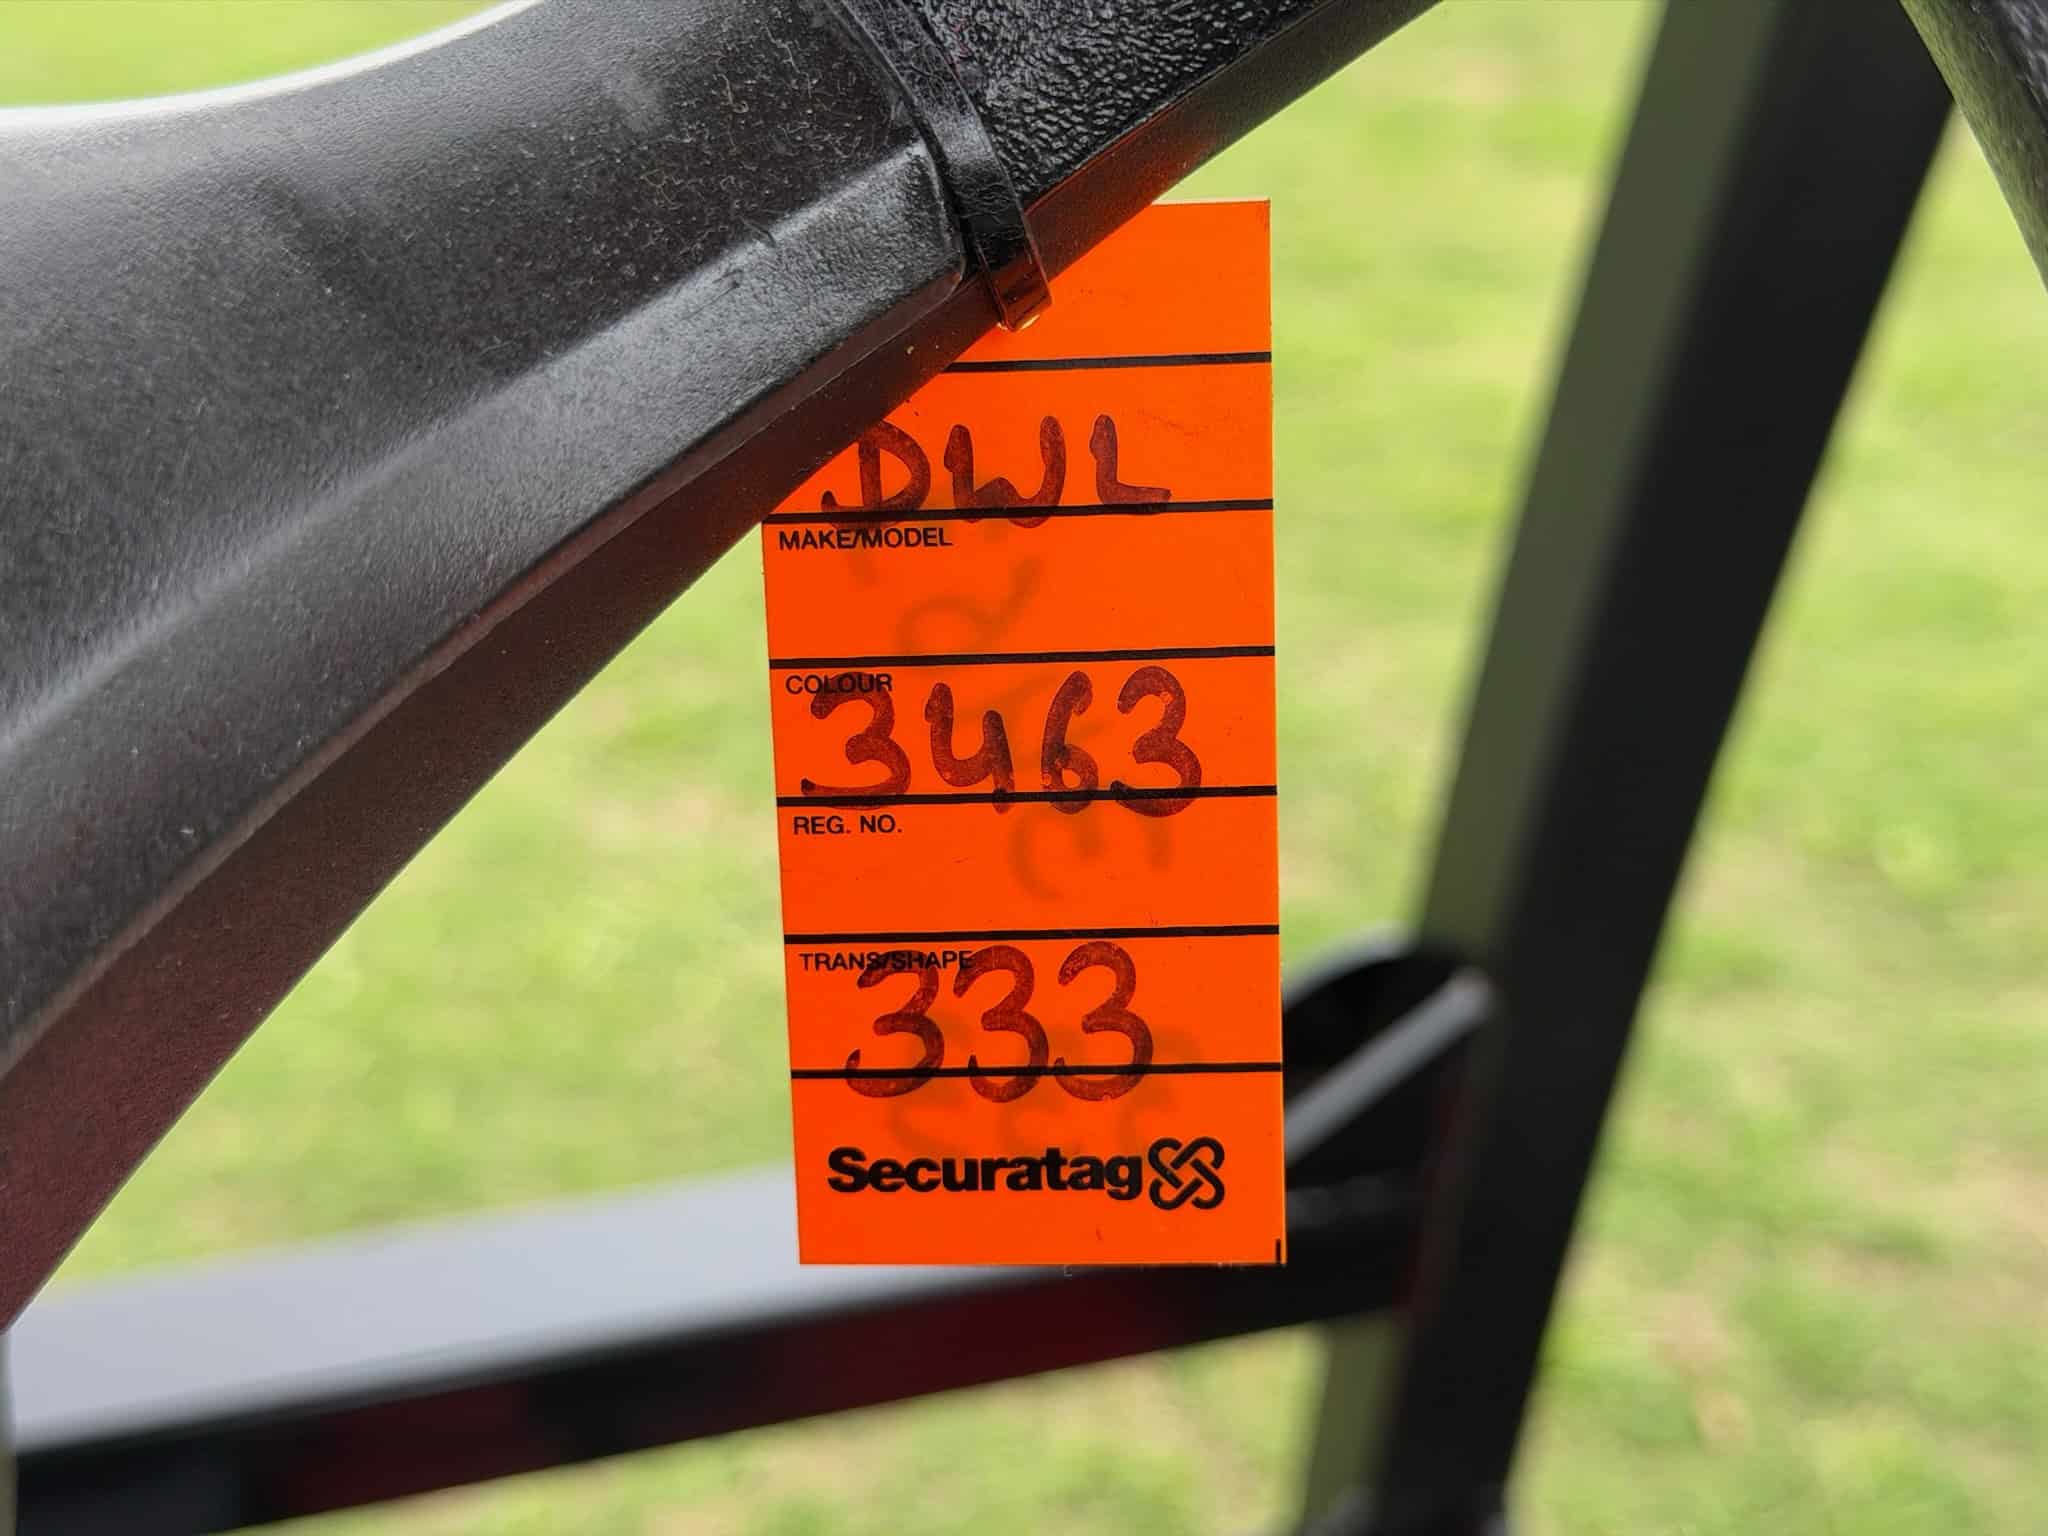 DWL
MAKE/MODEL
COLOUR
3463
REG. NO.
TRANS/SHAPE
333
Securatag